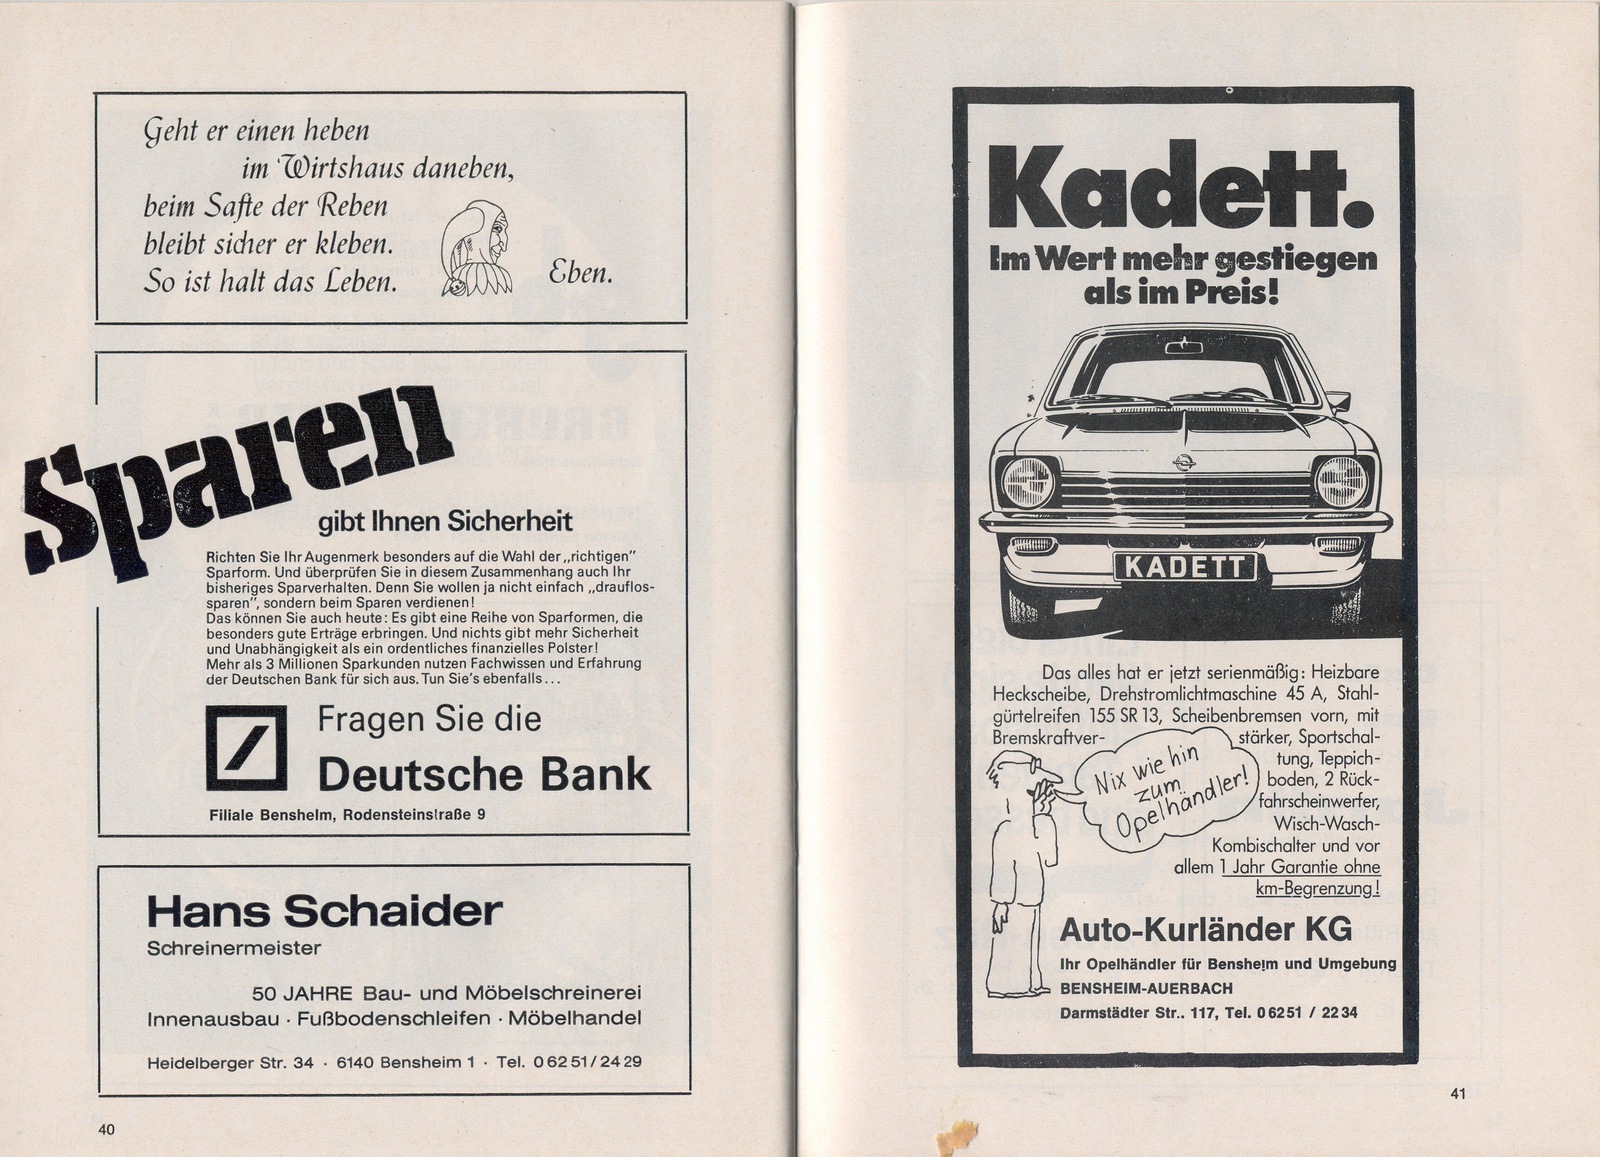 Geht er einen heben
im Wirtshaus daneben,
beim Safte der Reben
bleibt sicher er kleben.
So ist halt das Leben.
Eben.
Sparen
gibt Ihnen Sicherheit
Richten Sie Ihr Augenmerk besonders auf die Wahl der „richtigen"
Sparform. Und überprüfen Sie in diesem Zusammenhang auch Ihr
bisheriges Sparverhalten. Denn Sie wollen ja nicht einfach „drauflos-
sparen", sondern beim Sparen verdienen!
Das können Sie auch heute: Es gibt eine Reihe von Sparformen, die
besonders gute Erträge erbringen. Und nichts gibt mehr Sicherheit
und Unabhängigkeit als ein ordentliches finanzielles Polster!
Mehr als 3 Millionen Sparkunden nutzen Fachwissen und Erfahrung
der Deutschen Bank für sich aus. Tun Sie's ebenfalls...
Fragen Sie die
Deutsche Bank
Filiale Bensheim, Rodensteinstraße 9
Hans Schaider
Schreinermeister
50 JAHRE Bau- und Möbelschreinerei
Innenausbau · Fußbodenschleifen · Möbelhandel
Heidelberger Str. 34 · 6140 Bensheim 1 · Tel. 0 62 51 / 24 29
40
Kadett.
Im Wert mehr gestiegen
als im Preis!
KADETT
Das alles hat er jetzt serienmäßig: Heizbare
Heckscheibe, Drehstromlichtmaschine 45 A, Stahl-
gürtelreifen 155 SR 13, Scheibenbremsen vorn, mit
Bremskraftver- stärker, Sportschal-
tung, Teppich-
boden, 2 Rück-
fahrscheinwerfer,
Wisch-Wasch-
Kombischalter und vor
allem 1 Jahr Garantie ohne
km-Begrenzung!
Nix wie hin
zum
Opelhändler!
Auto-Kurländer KG
Ihr Opelhändler für Bensheim und Umgebung
BENSHEIM-AUERBACH
Darmstädter Str.. 117, Tel. 0 62 51 / 22 34
41